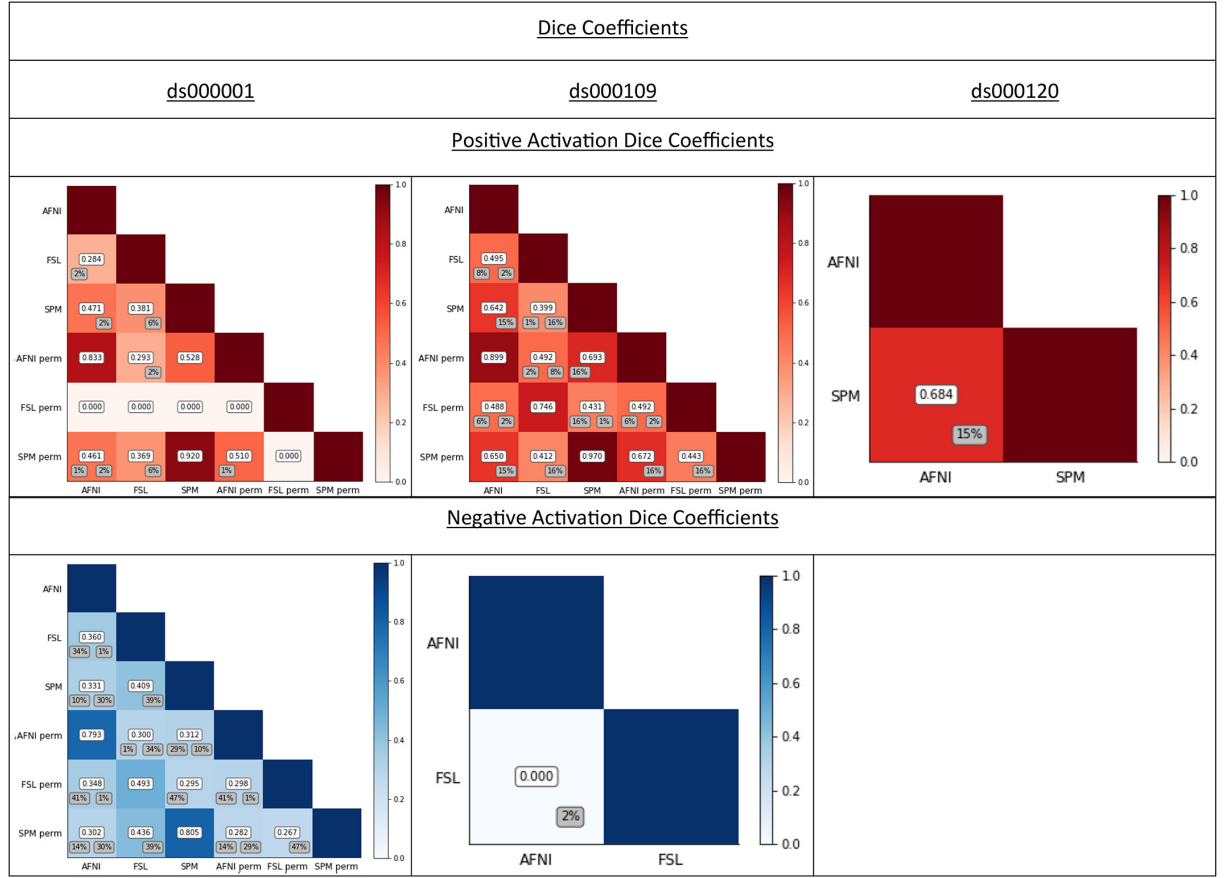 Dice Coefficients
ds000001 ds000109 ds000120
Positive Activation Dice Coefficients
AFNI
FSL 0.284
2%
SPM 0.471 0.381
2% 6%
AFNI perm 0.833 0.293 0.528
2%
FSL perm 0.000 0.000 0.000 0.000
SPM perm 0.461 0.369 0.920 0.510 0.000
1% 2% 6% 1%
AFNI FSL SPM AFNI perm FSL perm SPM perm
1.0
0.8
0.6
0.4
0.2
0.0
AFNI
FSL 0.495
8% 2%
SPM 0.642 0.399
15% 1% 16%
AFNI perm 0.899 0.492 0.693
2% 8% 16%
FSL perm 0.488 0.746 0.431 0.492
6% 2% 16% 1% 6% 2%
SPM perm 0.650 0.412 0.970 0.672 0.443
15% 16% 16% 16%
AFNI FSL SPM AFNI perm FSL perm SPM perm
1.0
0.8
0.6
0.4
0.2
0.0
AFNI
SPM 0.684
15%
AFNI SPM
1.0
0.8
0.6
0.4
0.2
0.0
Negative Activation Dice Coefficients
AFNI
FSL 0.360
34% 1%
SPM 0.331 0.409
10% 30% 39%
AFNI perm 0.793 0.300 0.312
1% 34% 29% 10%
FSL perm 0.348 0.493 0.295 0.298
41% 1% 47% 41% 1%
SPM perm 0.302 0.436 0.805 0.282 0.267
14% 30% 39% 14% 29% 47%
AFNI FSL SPM AFNI perm FSL perm SPM perm
1.0
0.8
0.6
0.4
0.2
0.0
AFNI
FSL 0.000
2%
AFNI FSL
1.0
0.8
0.6
0.4
0.2
0.0